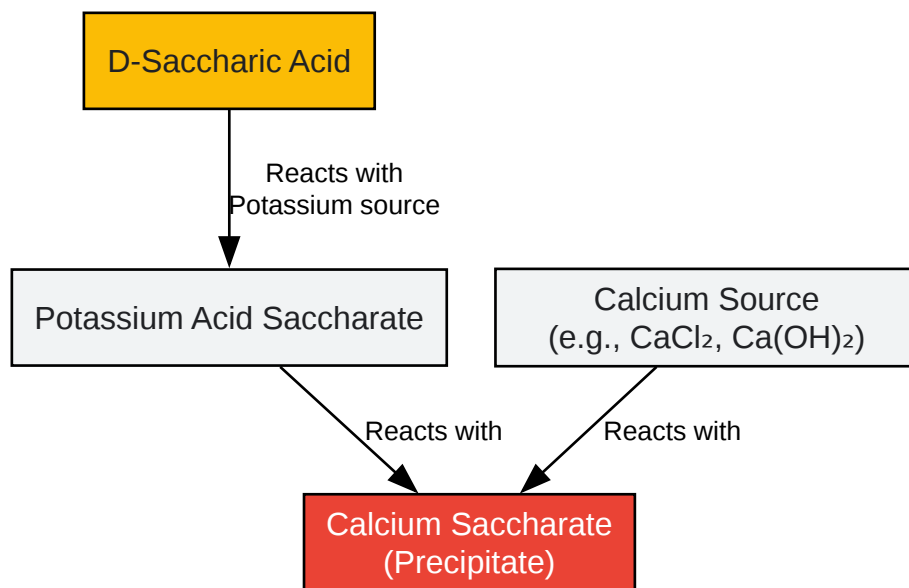 D-Saccharic Acid
Reacts with
Potassium source
Potassium Acid Saccharate
Calcium Source
(e.g., CaCl₂, Ca(OH)₂)
Reacts with
Reacts with
Calcium Saccharate
(Precipitate)